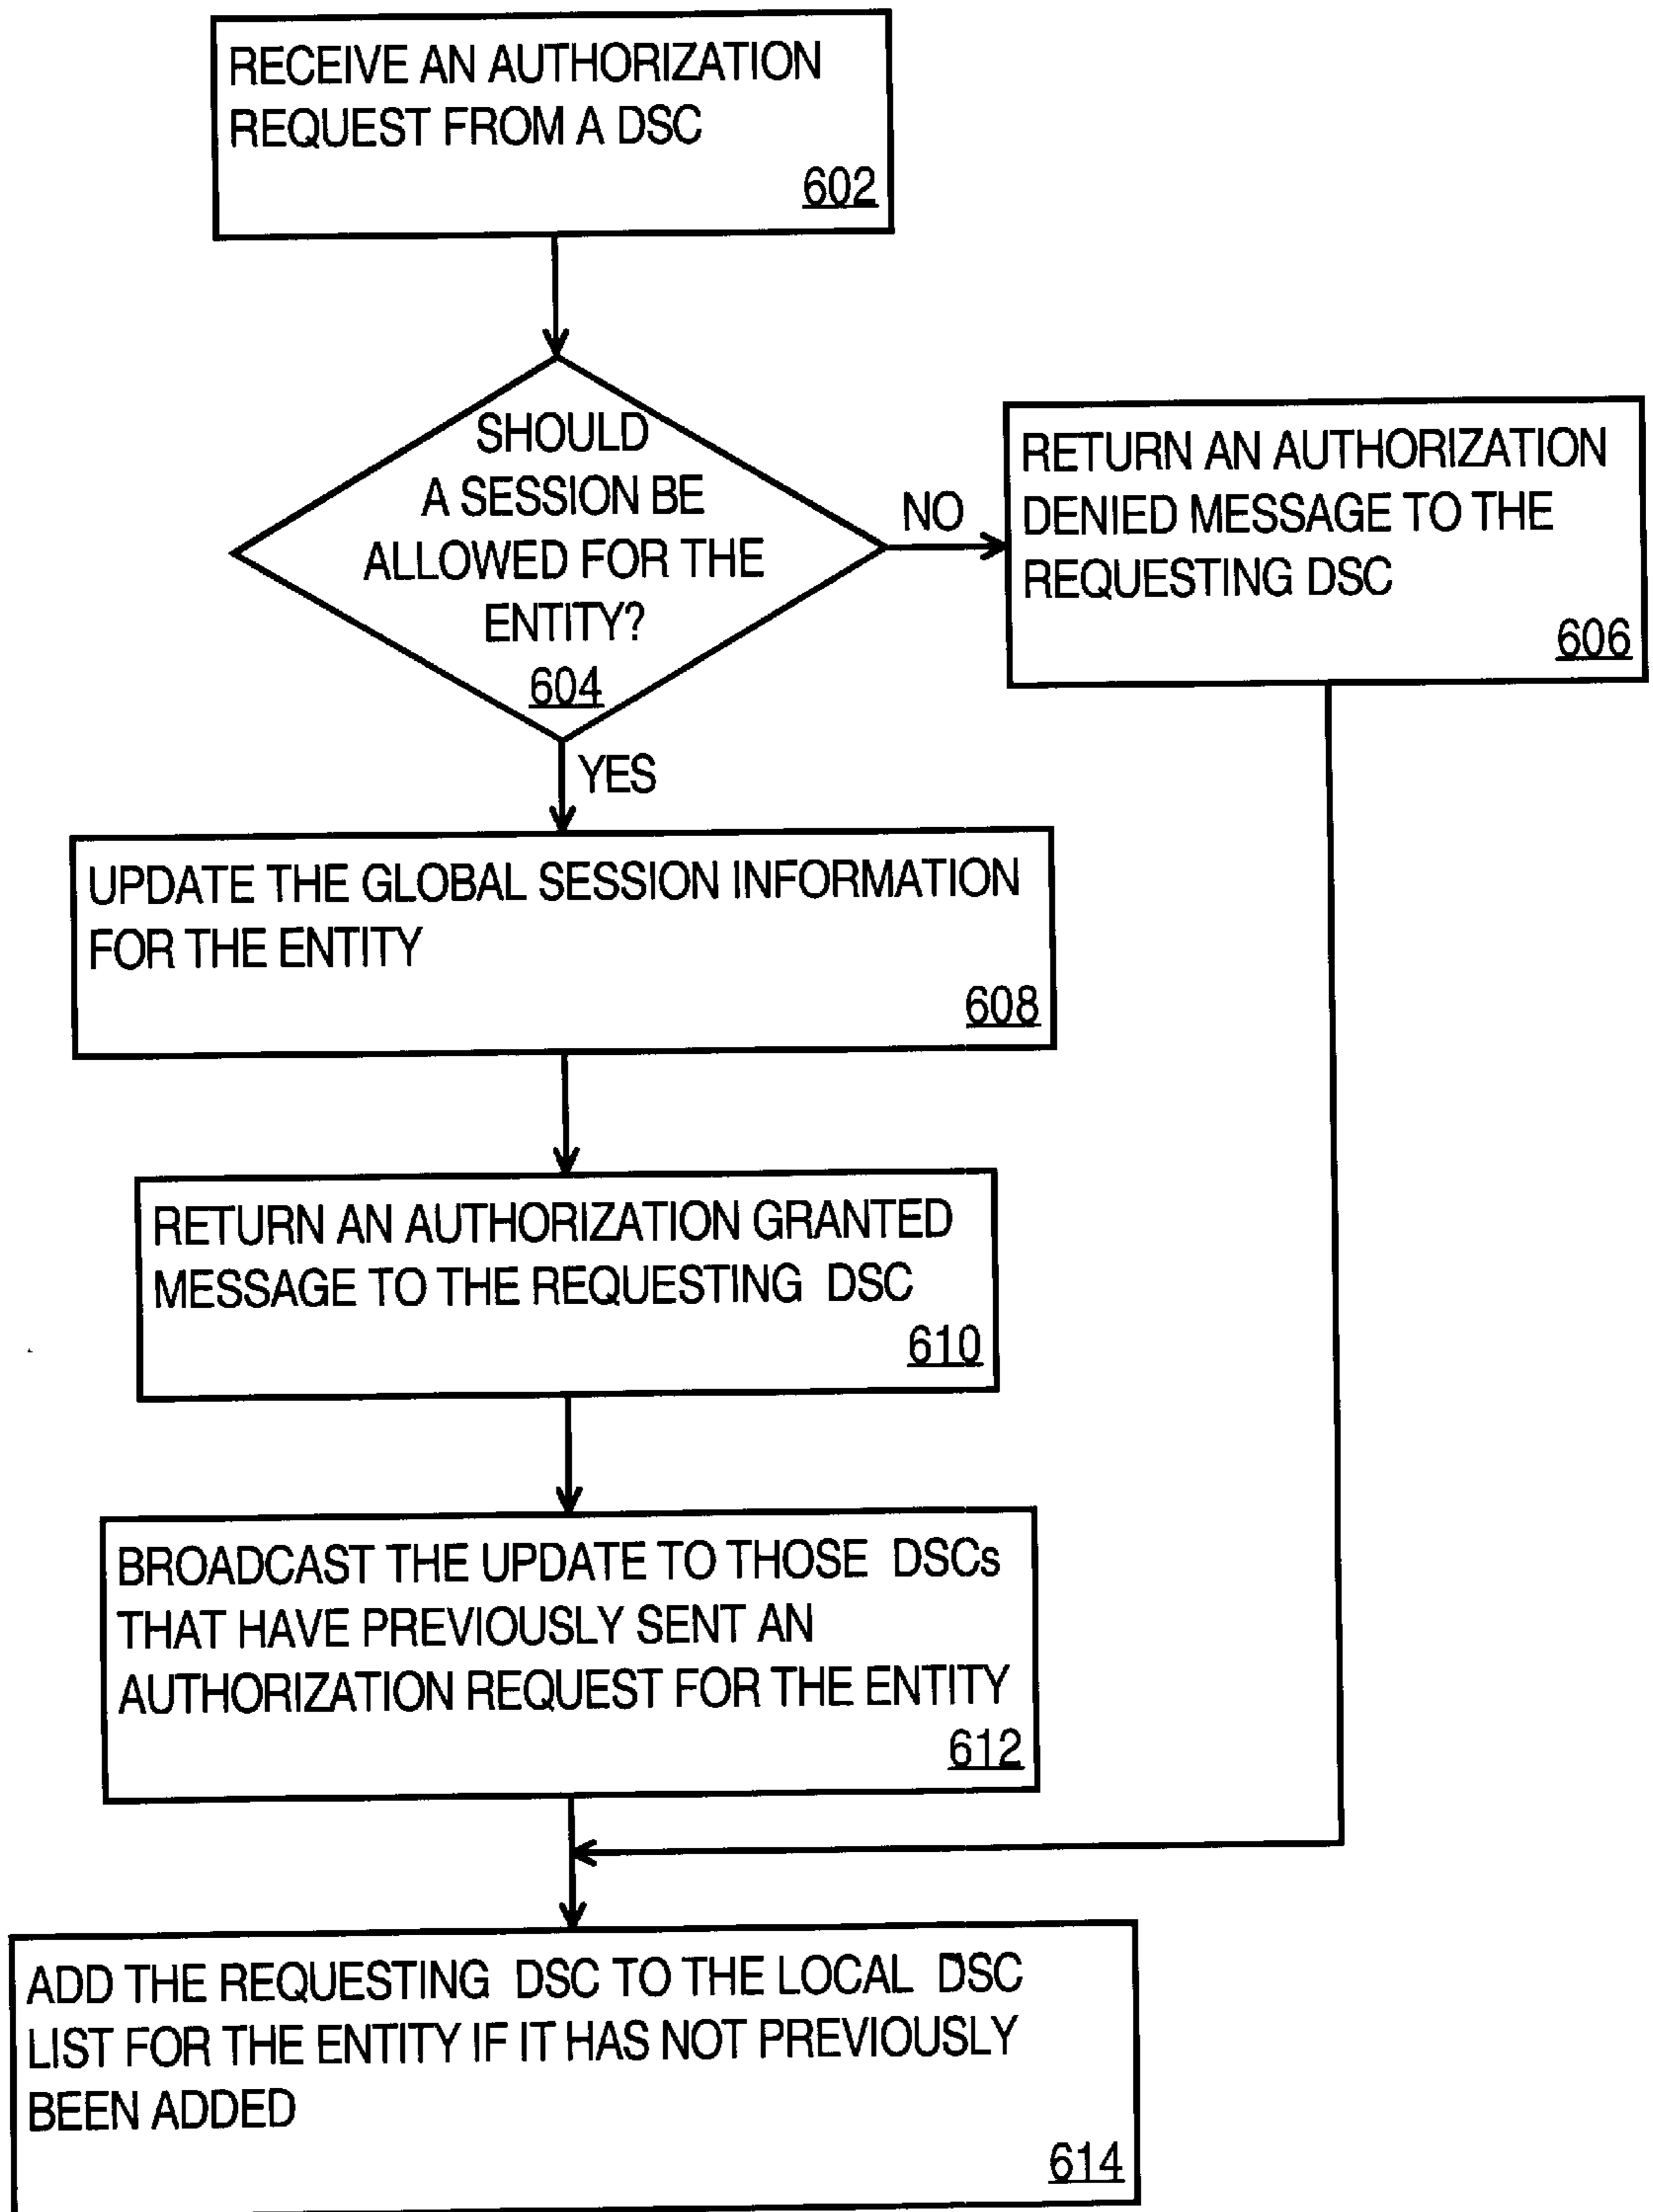 RECEIVE AN AUTHORIZATION
REQUEST FROM A DSC
602
SHOULD
A SESSION BE
ALLOWED FOR THE
ENTITY?
604
NO
RETURN AN AUTHORIZATION
DENIED MESSAGE TO THE
REQUESTING DSC
606
YES
UPDATE THE GLOBAL SESSION INFORMATION
FOR THE ENTITY
608
RETURN AN AUTHORIZATION GRANTED
MESSAGE TO THE REQUESTING DSC
610
BROADCAST THE UPDATE TO THOSE DSCs
THAT HAVE PREVIOUSLY SENT AN
AUTHORIZATION REQUEST FOR THE ENTITY
612
ADD THE REQUESTING DSC TO THE LOCAL DSC
LIST FOR THE ENTITY IF IT HAS NOT PREVIOUSLY
BEEN ADDED
614